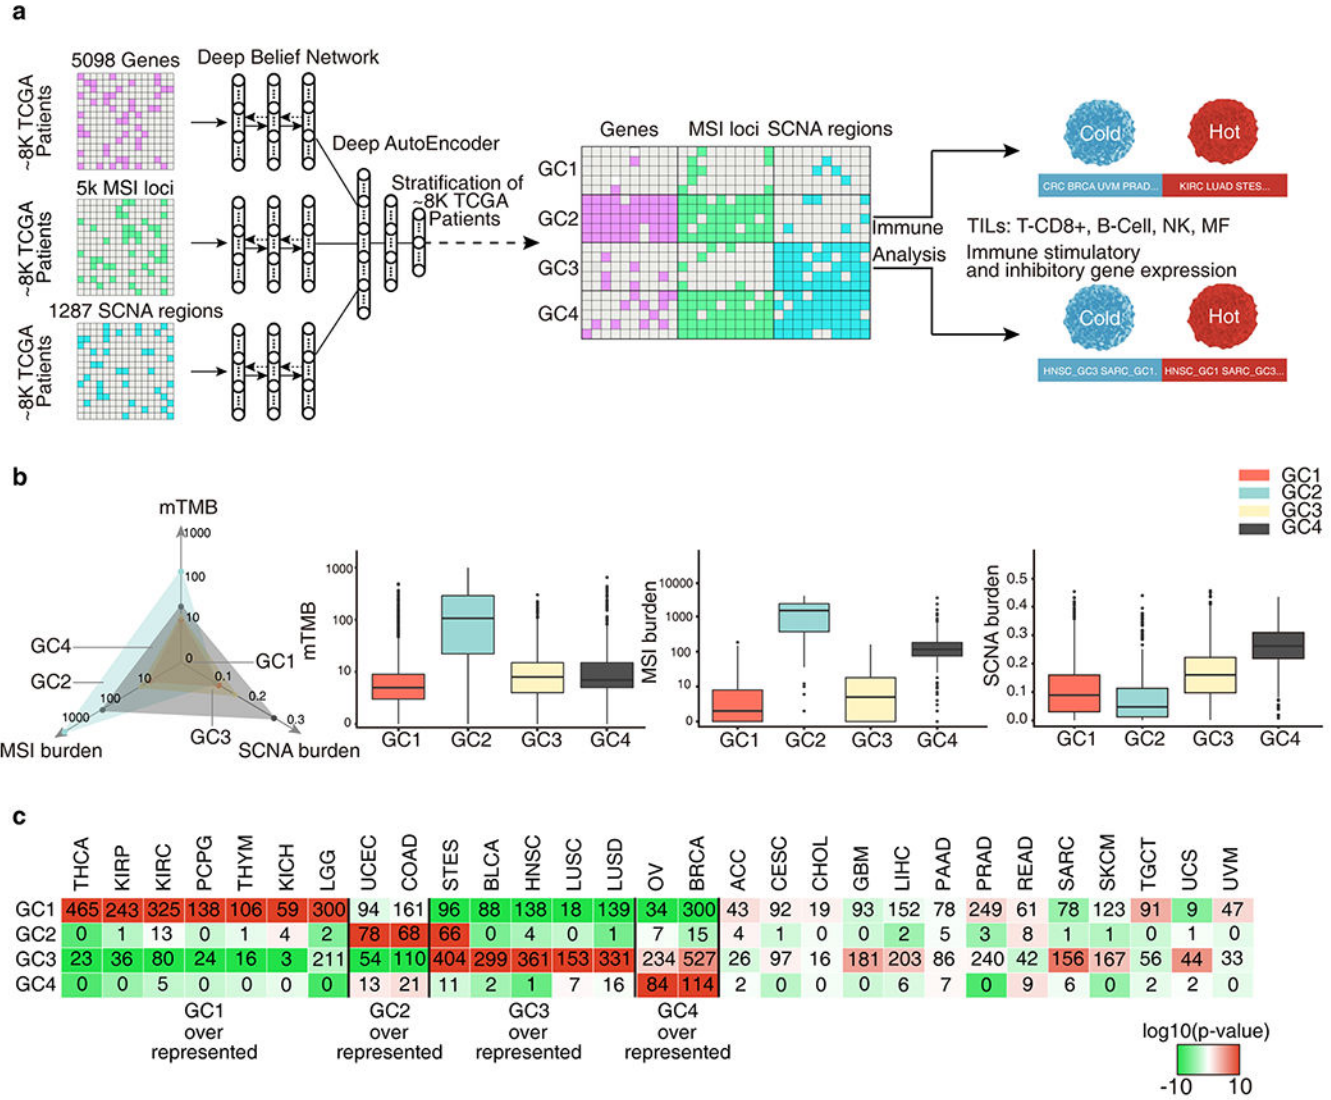 a
5098 Genes
Deep Belief Network
~8K TCGA
Patients
5k MSI loci
~8K TCGA
Patients
1287 SCNA regions
~8K TCGA
Patients
Deep AutoEncoder
Stratification of
~8K TCGA
Patients
Genes MSI loci SCNA regions
GC1
GC2
GC3
GC4
Immune
Analysis
Cold Hot
CRC BRCA UVM PRAD... KIRC LUAD STES...
TILs: T-CD8+, B-Cell, NK, MF
Immune stimulatory
and inhibitory gene expression
Cold Hot
HNSC_GC3 SARC_GC1. HNSC_GC1 SARC_GC3...
b
GC1
GC2
GC3
GC4
mTMB
1000
100
10
0
GC4
GC2
GC1
GC3
10
100
1000
0.1
0.2
0.3
MSI burden
SCNA burden
mTMB
1000
100
10
0
GC1 GC2 GC3 GC4
MSI burden
10000
1000
100
10
0
GC1 GC2 GC3 GC4
SCNA burden
0.5
0.4
0.3
0.2
0.1
0.0
GC1 GC2 GC3 GC4
c
THCA KIRP KIRC PCPG THYM KICH LGG UCEC COAD STES BLCA HNSC LUSC LUSD OV BRCA ACC CESC CHOL GBM LIHC PAAD PRAD READ SARC SKCM TGCT UCS UVM
GC1 465 243 325 138 106 59 300 94 161 96 88 138 18 139 34 300 43 92 19 93 152 78 249 61 78 123 91 9 47
GC2 0 1 13 0 1 4 2 78 68 66 0 4 0 1 7 15 4 1 0 0 2 5 3 8 1 1 0 1 0
GC3 23 36 80 24 16 3 211 54 110 404 299 361 153 331 234 527 26 97 16 181 203 86 240 42 156 167 56 44 33
GC4 0 0 5 0 0 0 0 13 21 11 2 1 7 16 84 114 2 0 0 0 6 7 0 9 6 0 2 2 0
GC1
over
represented
GC2
over
represented
GC3
over
represented
GC4
over
represented
log10(p-value)
-10 10